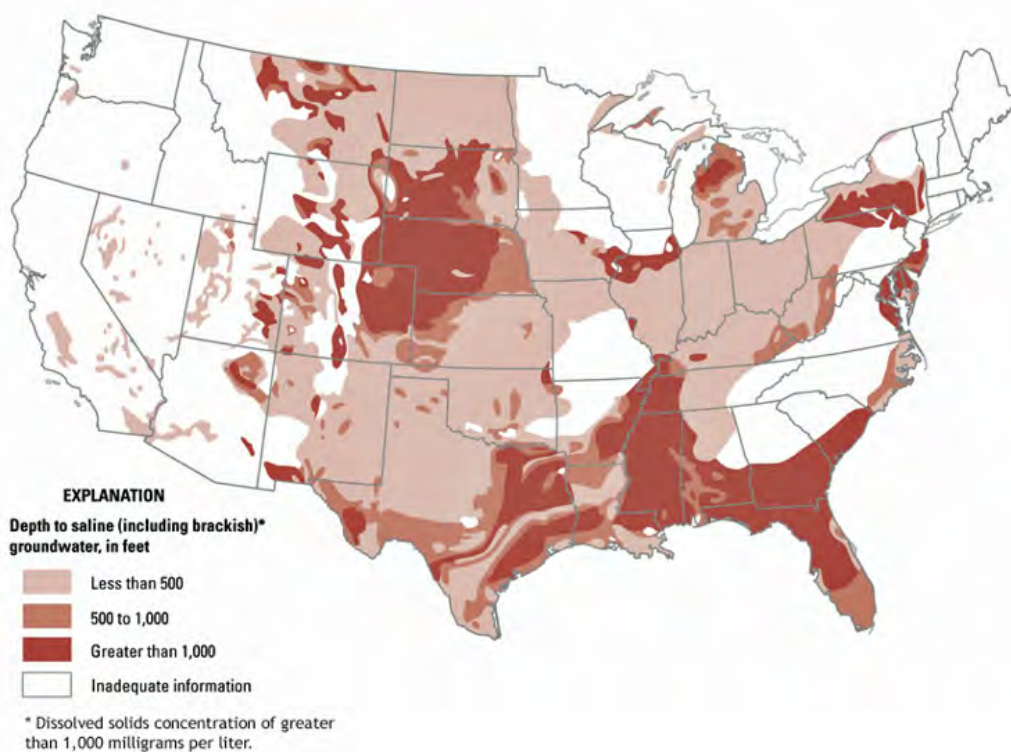 EXPLANATION
Depth to saline (including brackish)*
groundwater, in feet
Less than 500
500 to 1,000
Greater than 1,000
Inadequate information
* Dissolved solids concentration of greater
than 1,000 milligrams per liter.